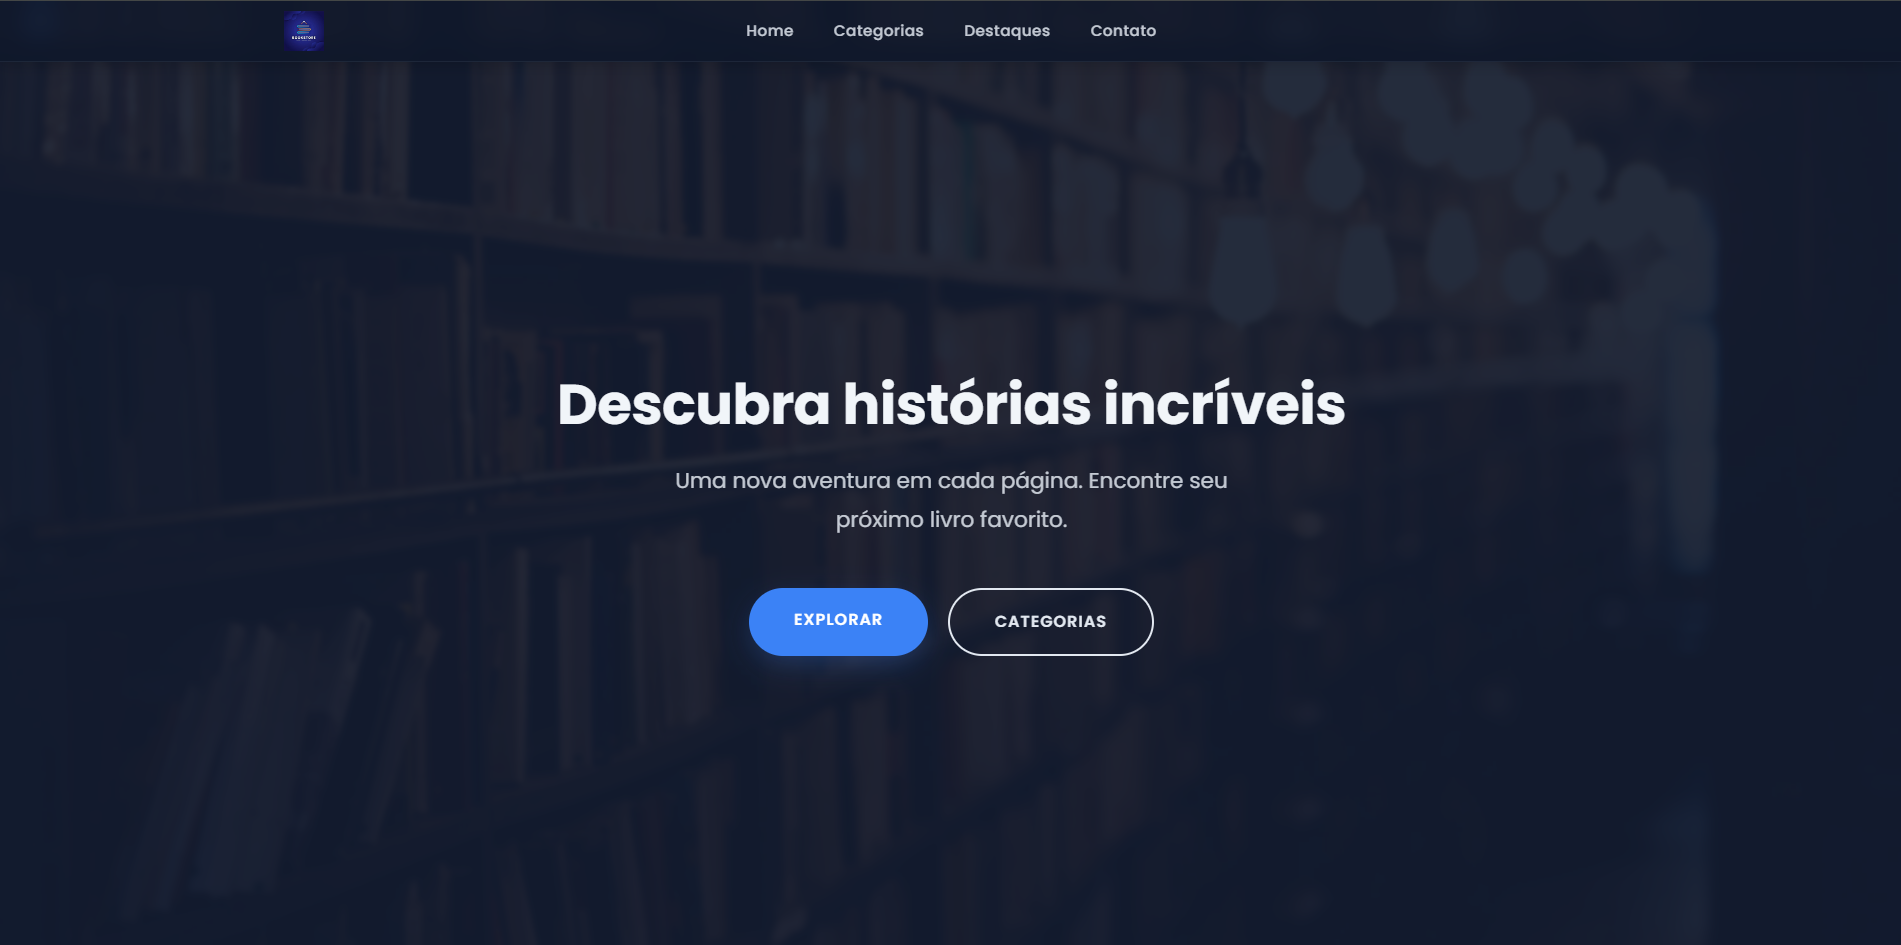 BOOKSTORE
Home Categorias Destaques Contato
Descubra histórias incríveis
Uma nova aventura em cada página. Encontre seu
próximo livro favorito.
EXPLORAR CATEGORIAS